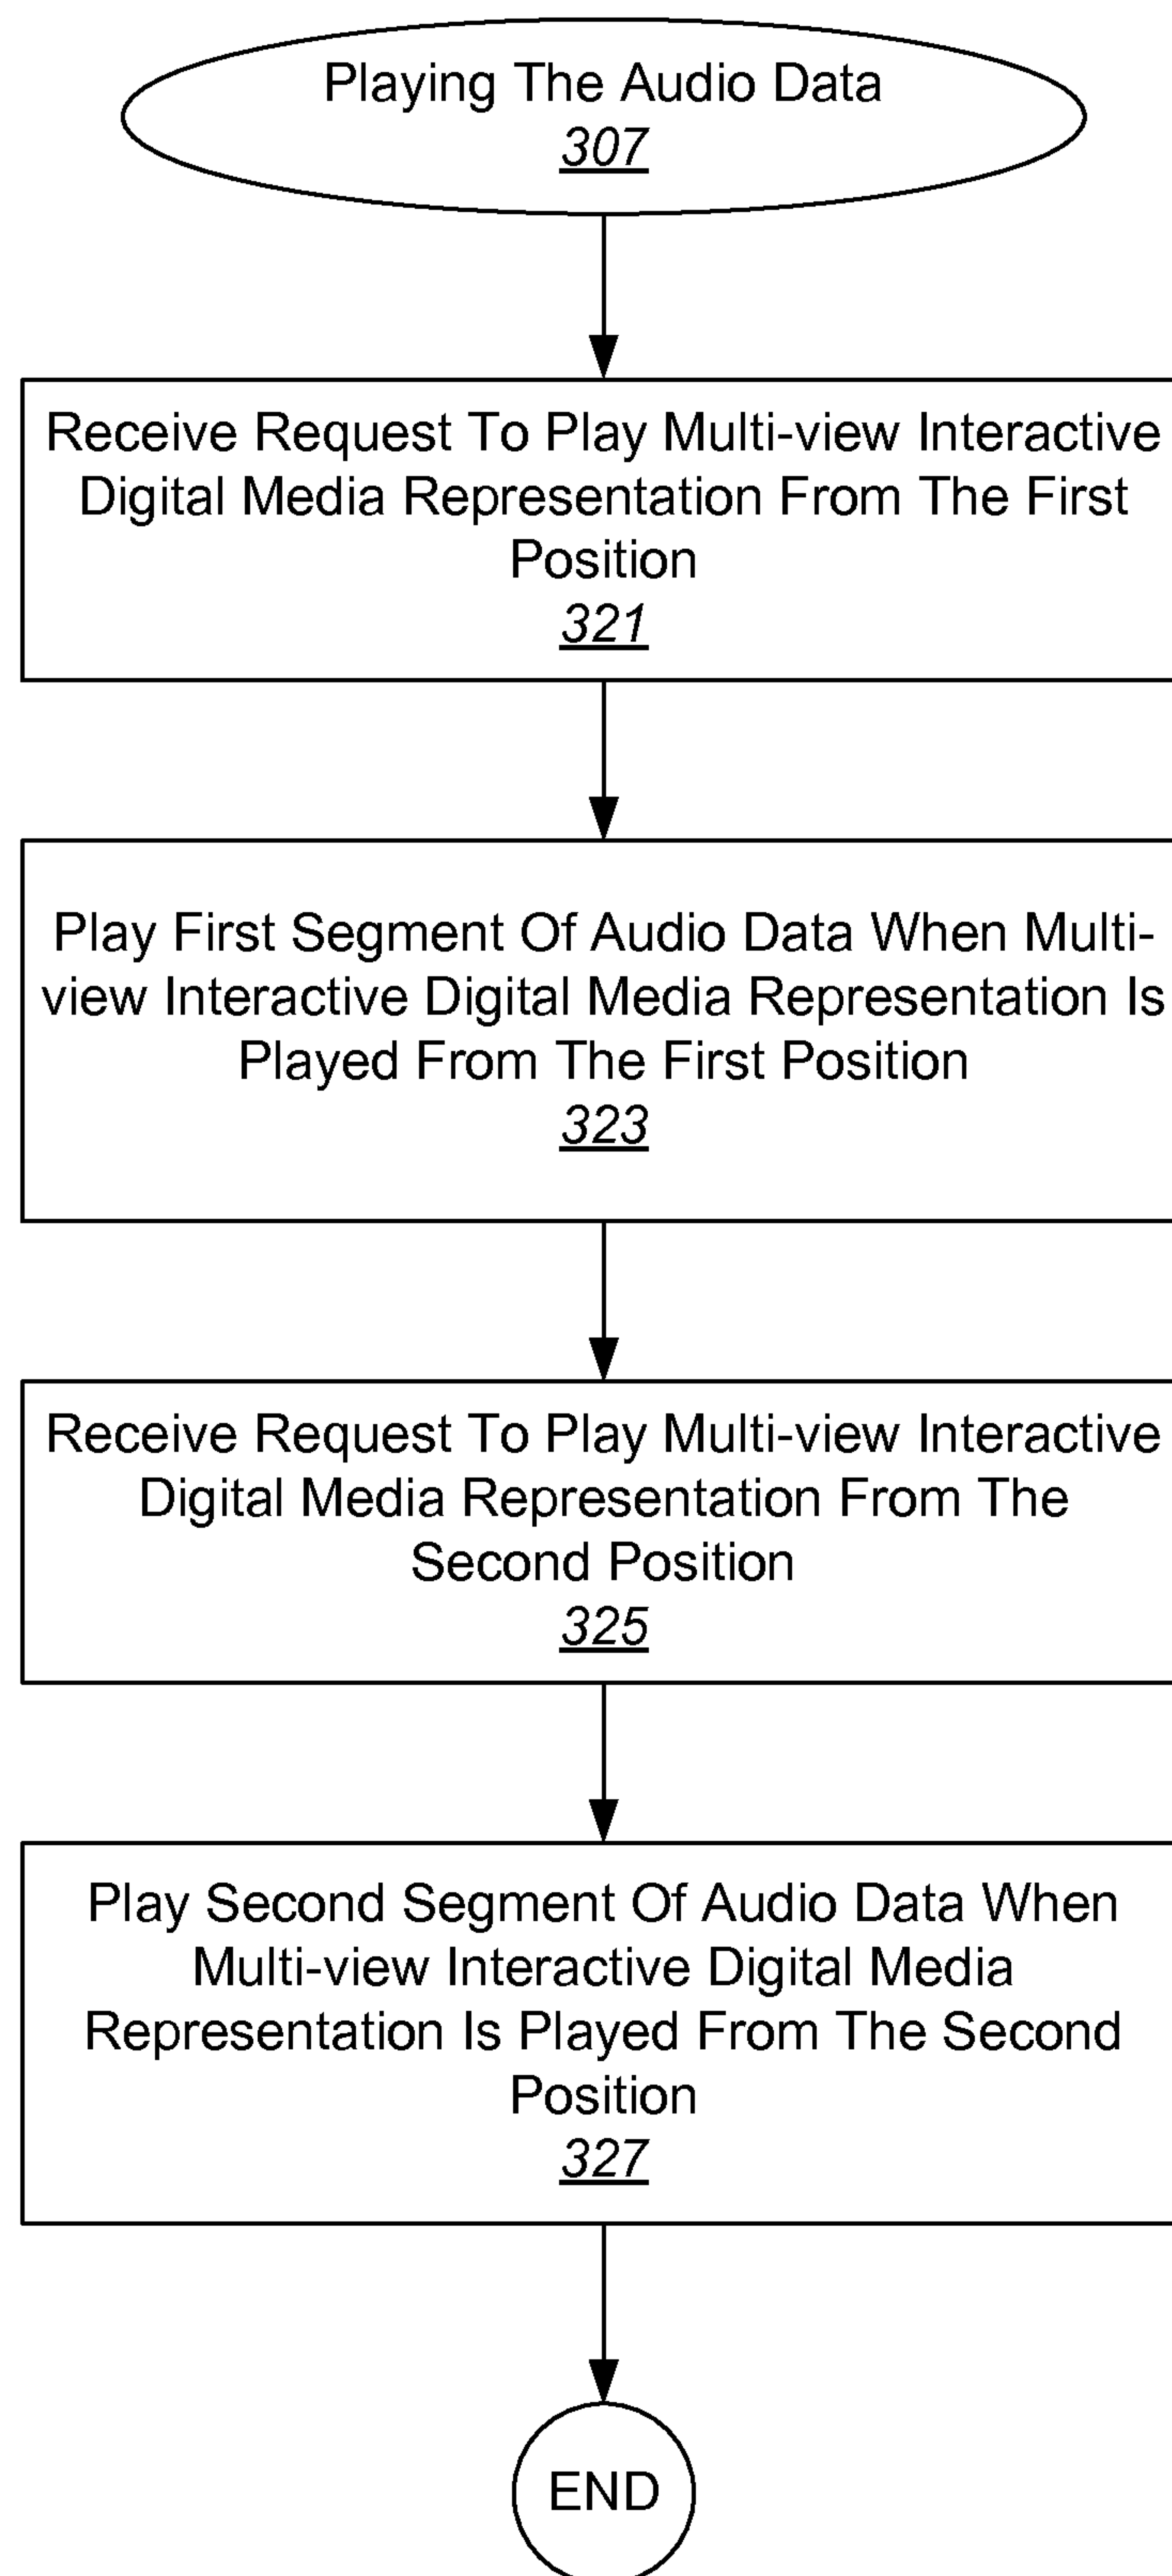 Playing The Audio Data
307
Receive Request To Play Multi-view Interactive
Digital Media Representation From The First
Position
321
Play First Segment Of Audio Data When Multi-
view Interactive Digital Media Representation Is
Played From The First Position
323
Receive Request To Play Multi-view Interactive
Digital Media Representation From The
Second Position
325
Play Second Segment Of Audio Data When
Multi-view Interactive Digital Media
Representation Is Played From The Second
Position
327
END